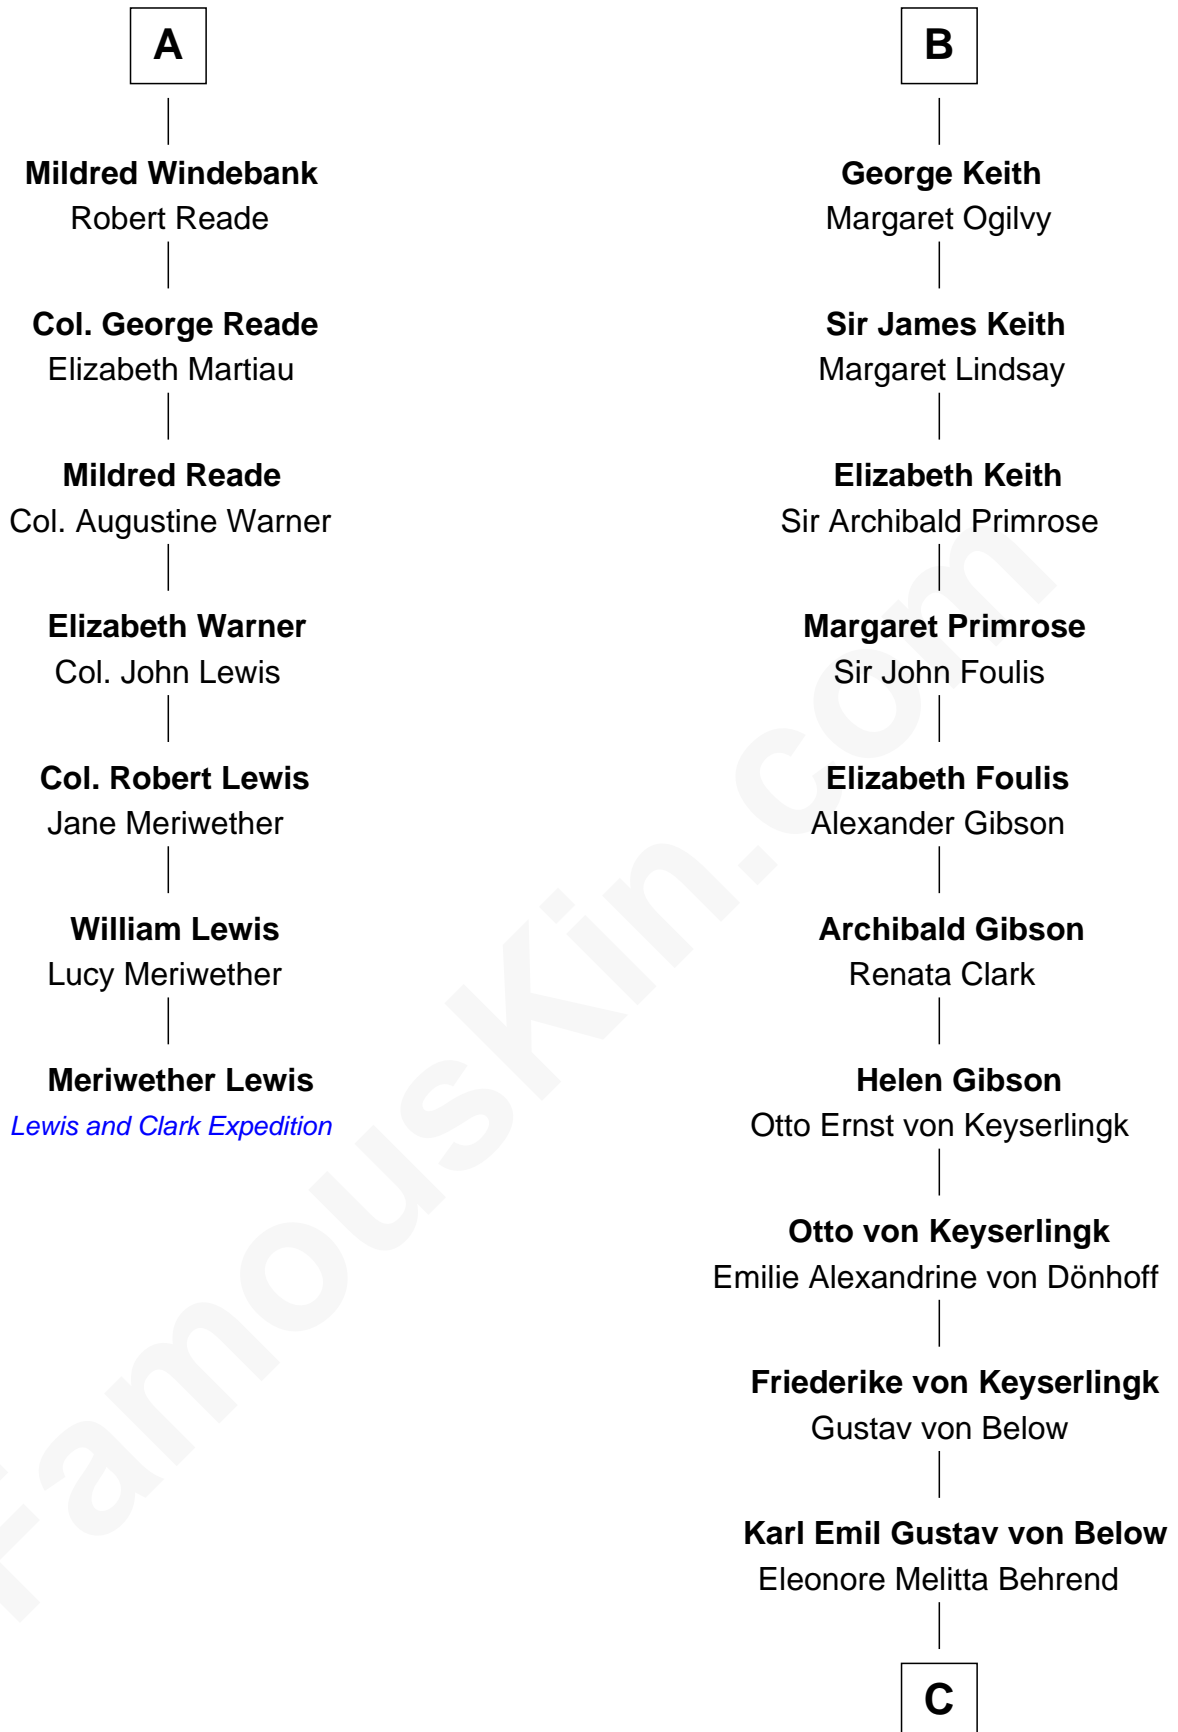 A
Mildred Windebank
Robert Reade
Col. George Reade
Elizabeth Martiau
Mildred Reade
Col. Augustine Warner
Elizabeth Warner
Col. John Lewis
Col. Robert Lewis
Jane Meriwether
William Lewis
Lucy Meriwether
Meriwether Lewis
Lewis and Clark Expedition
B
George Keith
Margaret Ogilvy
Sir James Keith
Margaret Lindsay
Elizabeth Keith
Sir Archibald Primrose
Margaret Primrose
Sir John Foulis
Elizabeth Foulis
Alexander Gibson
Archibald Gibson
Renata Clark
Helen Gibson
Otto Ernst von Keyserlingk
Otto von Keyserlingk
Emilie Alexandrine von Dönhoff
Friederike von Keyserlingk
Gustav von Below
Karl Emil Gustav von Below
Eleonore Melitta Behrend
C
FamousKin.com